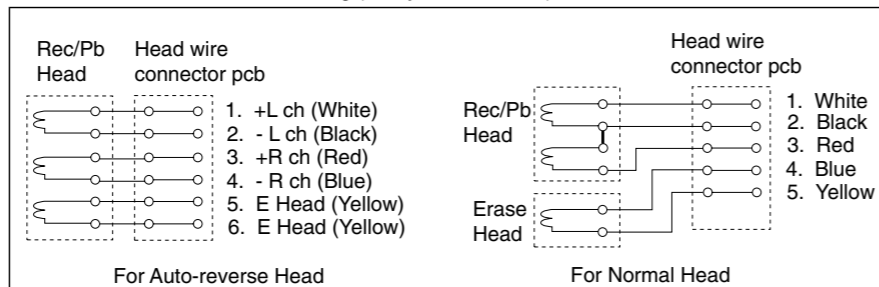 Rec/Pb
Head
Head wire
connector pcb
1. +L ch (White)
2. - L ch (Black)
3. +R ch (Red)
4. - R ch (Blue)
5. E Head (Yellow)
6. E Head (Yellow)
For Auto-reverse Head
Head wire
connector pcb
Rec/Pb
Head
1. White
2. Black
3. Red
4. Blue
5. Yellow
Erase
Head
For Normal Head